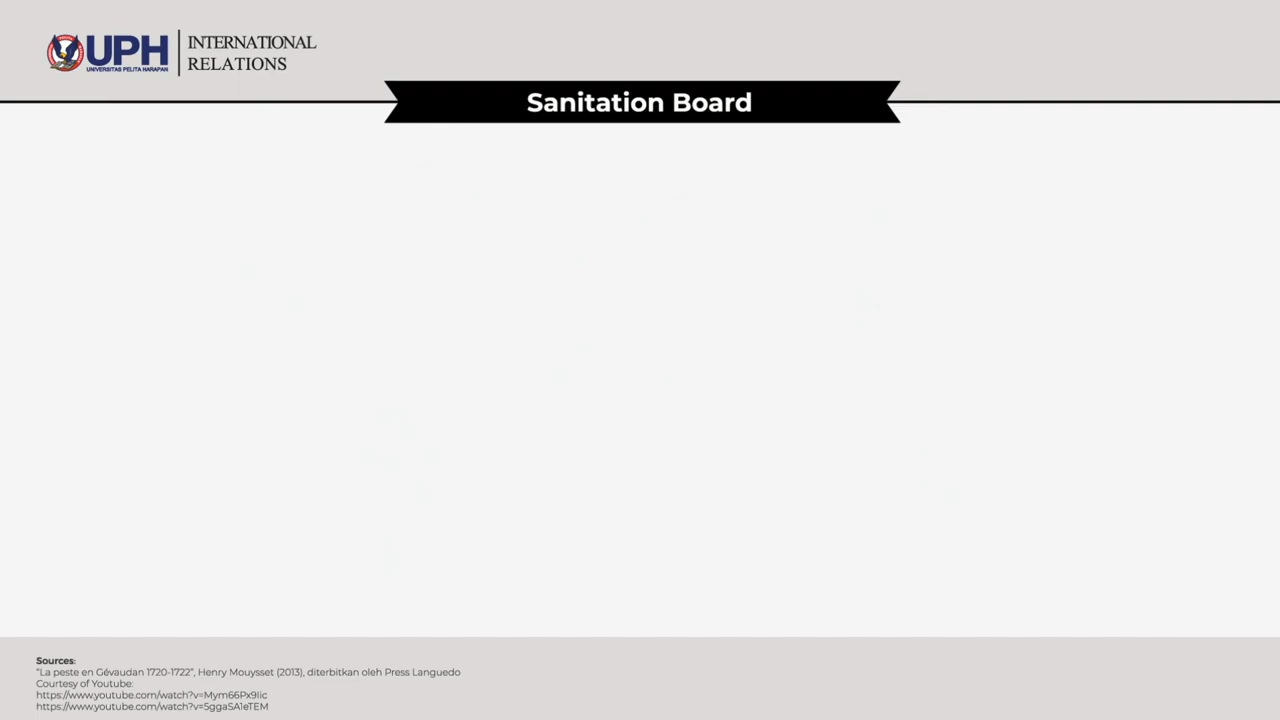 UPH
UNIVERSITAS PELITA HARAPAN
INTERNATIONAL
RELATIONS
Sanitation Board
Sources:
"La peste en Gévaudan 1720-1722", Henry Mouysset (2013), diterbitkan oleh Press Languedo
Courtesy of Youtube:
https://www.youtube.com/watch?v=Mym66Px9Iic
https://www.youtube.com/watch?v=5ggaSA1eTEM